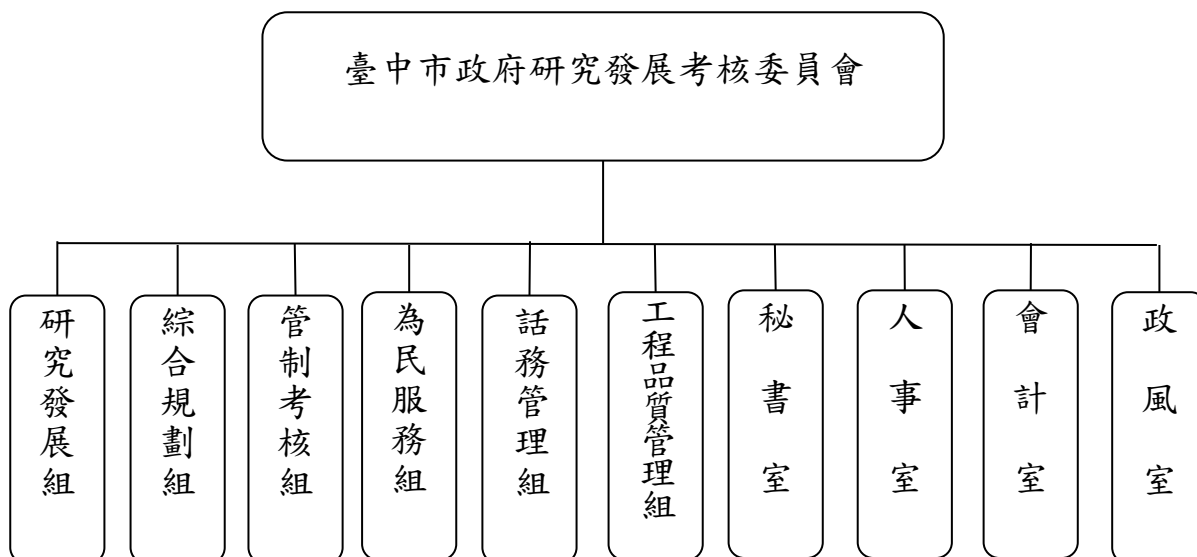 臺中市政府研究發展考核委員會
研究發展組
綜合規劃組
管制考核組
為民服務組
話務管理組
工程品質管理組
秘書室
人事室
會計室
政風室